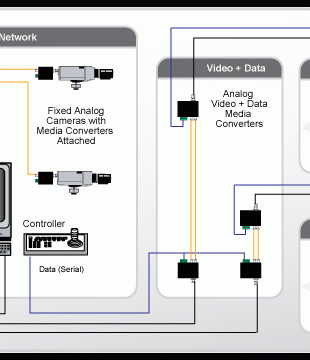 Network
Fixed Analog
Cameras with
Media Converters
Attached
Controller
Data (Serial)
Video + Data
Analog
Video + Data
Media
Converters